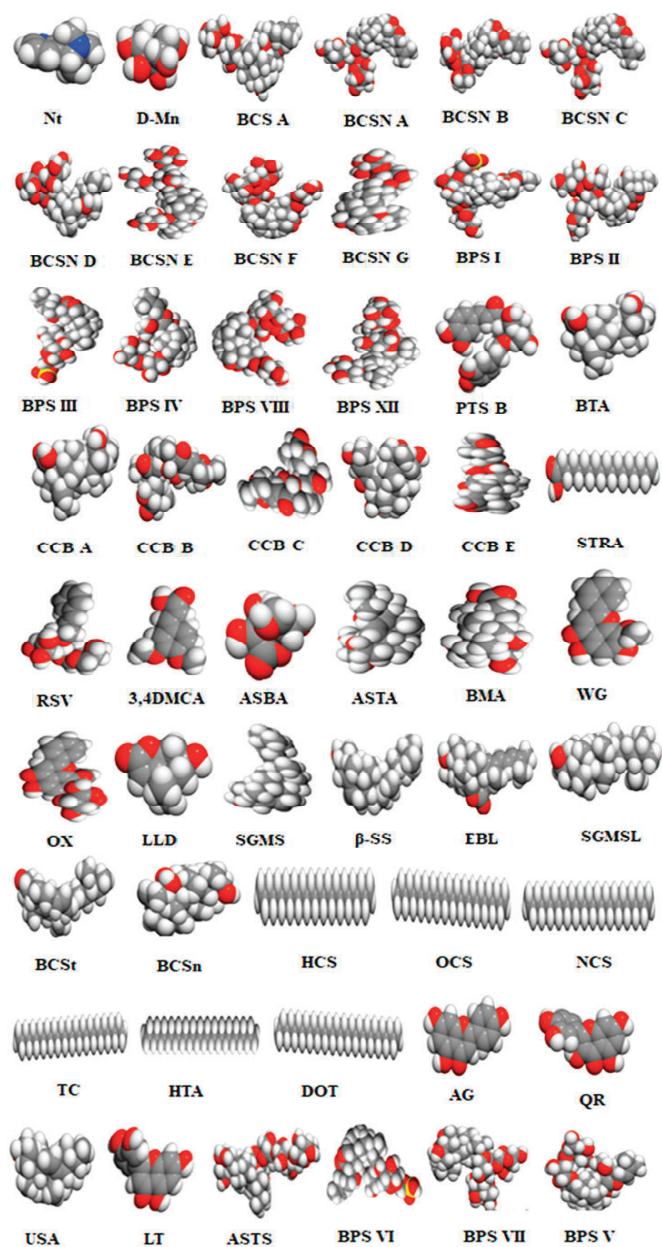 Nt D-Mn BCS A BCSN A BCSN B BCSN C
BCSN D BCSN E BCSN F BCSN G BPS I BPS II
BPS III BPS IV BPS VIII BPS XII PTS B BTA
CCB A CCB B CCB C CCB D CCB E STRA
RSV 3,4DMCA ASBA ASTA BMA WG
OX LLD SGMS β-SS EBL SGMSL
BCSt BCSn HCS OCS NCS
TC HTA DOT AG QR
USA LT ASTS BPS VI BPS VII BPS V